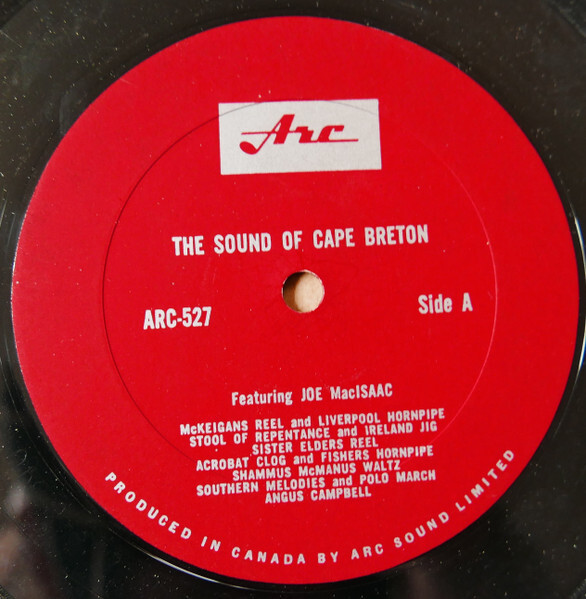 Arc
THE SOUND OF CAPE BRETON
ARC-527
Side A
Featuring JOE MacISAAC
McKEIGANS REEL and LIVERPOOL HORNPIPE
STOOL OF REPENTANCE and IRELAND JIG
SISTER ELDERS REEL
ACROBAT CLOG and FISHERS HORNPIPE
SHAMMUS McMANUS WALTZ
SOUTHERN MELODIES and POLO MARCH
ANGUS CAMPBELL
PRODUCED IN CANADA BY ARC SOUND LIMITED